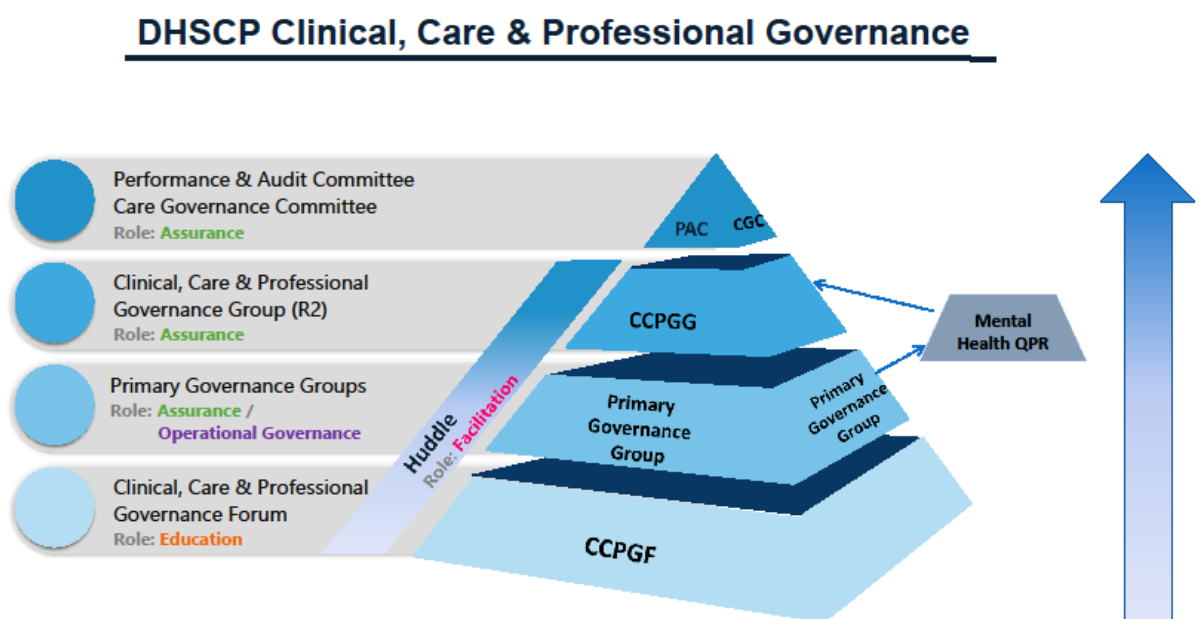 DHSCP Clinical, Care & Professional Governance
Performance & Audit Committee
Care Governance Committee
Role: Assurance
Clinical, Care & Professional
Governance Group (R2)
Role: Assurance
Primary Governance Groups
Role: Assurance /
Operational Governance
Clinical, Care & Professional
Governance Forum
Role: Education
Huddle
Role: Facilitation
PAC
CGC
CCPGG
Primary
Governance
Group
Primary
Governance
Group
CCPGF
Mental
Health QPR